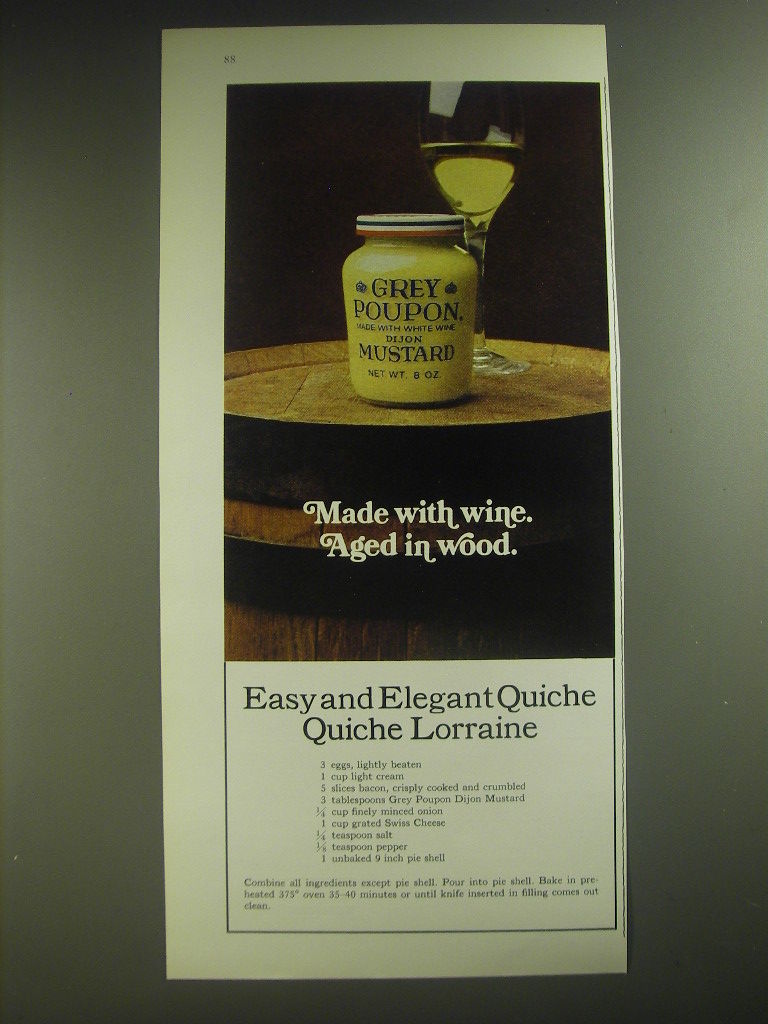 88
GREY
POUPON.
MADE WITH WHITE WINE
DIJON
MUSTARD
NET WT. 8 OZ.
Made with wine.
Aged in wood.
Easy and Elegant Quiche
Quiche Lorraine
3 eggs, lightly beaten
1 cup light cream
5 slices bacon, crisply cooked and crumbled
3 tablespoons Grey Poupon Dijon Mustard
¼ cup finely minced onion
1 cup grated Swiss Cheese
¼ teaspoon salt
⅛ teaspoon pepper
1 unbaked 9 inch pie shell
Combine all ingredients except pie shell. Pour into pie shell. Bake in pre-
heated 375° oven 35-40 minutes or until knife inserted in filling comes out
clean.